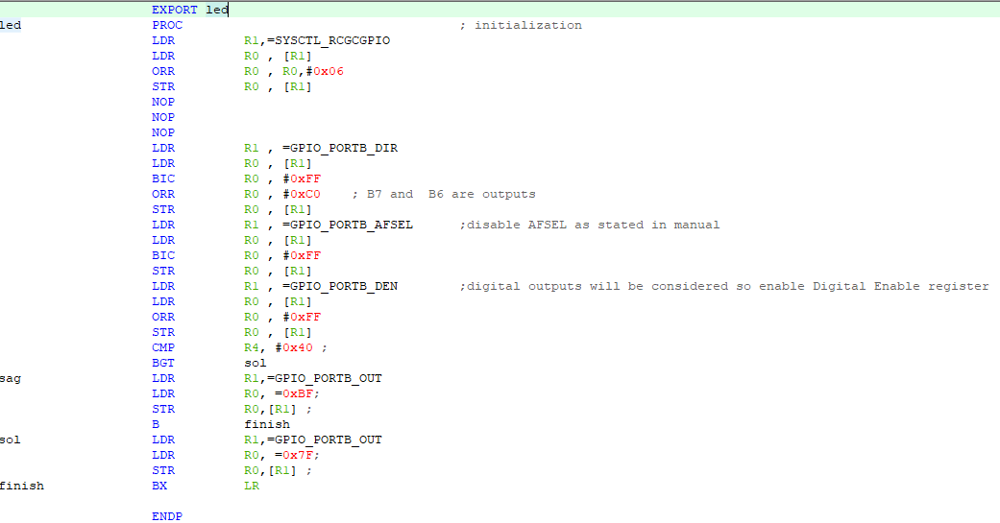 EXPORT led
led PROC ; initialization
LDR R1,=SYSCTL_RCGCGPIO
LDR R0 , [R1]
ORR R0 , R0,#0x06
STR R0 , [R1]
NOP
NOP
NOP
LDR R1 , =GPIO_PORTB_DIR
LDR R0 , [R1]
BIC R0 , #0xFF
ORR R0 , #0xC0 ; B7 and  B6 are outputs
STR R0 , [R1]
LDR R1 , =GPIO_PORTB_AFSEL ;disable AFSEL as stated in manual
LDR R0 , [R1]
BIC R0 , #0xFF
STR R0 , [R1]
LDR R1 , =GPIO_PORTB_DEN ;digital outputs will be considered so enable Digital Enable register
LDR R0 , [R1]
ORR R0 , #0xFF
STR R0 , [R1]
CMP R4, #0x40 ;
BGT sol
sag LDR R1,=GPIO_PORTB_OUT
LDR R0, =0xBF;
STR R0,[R1] ;
B finish
sol LDR R1,=GPIO_PORTB_OUT
LDR R0, =0x7F;
STR R0,[R1] ;
finish BX LR
ENDP